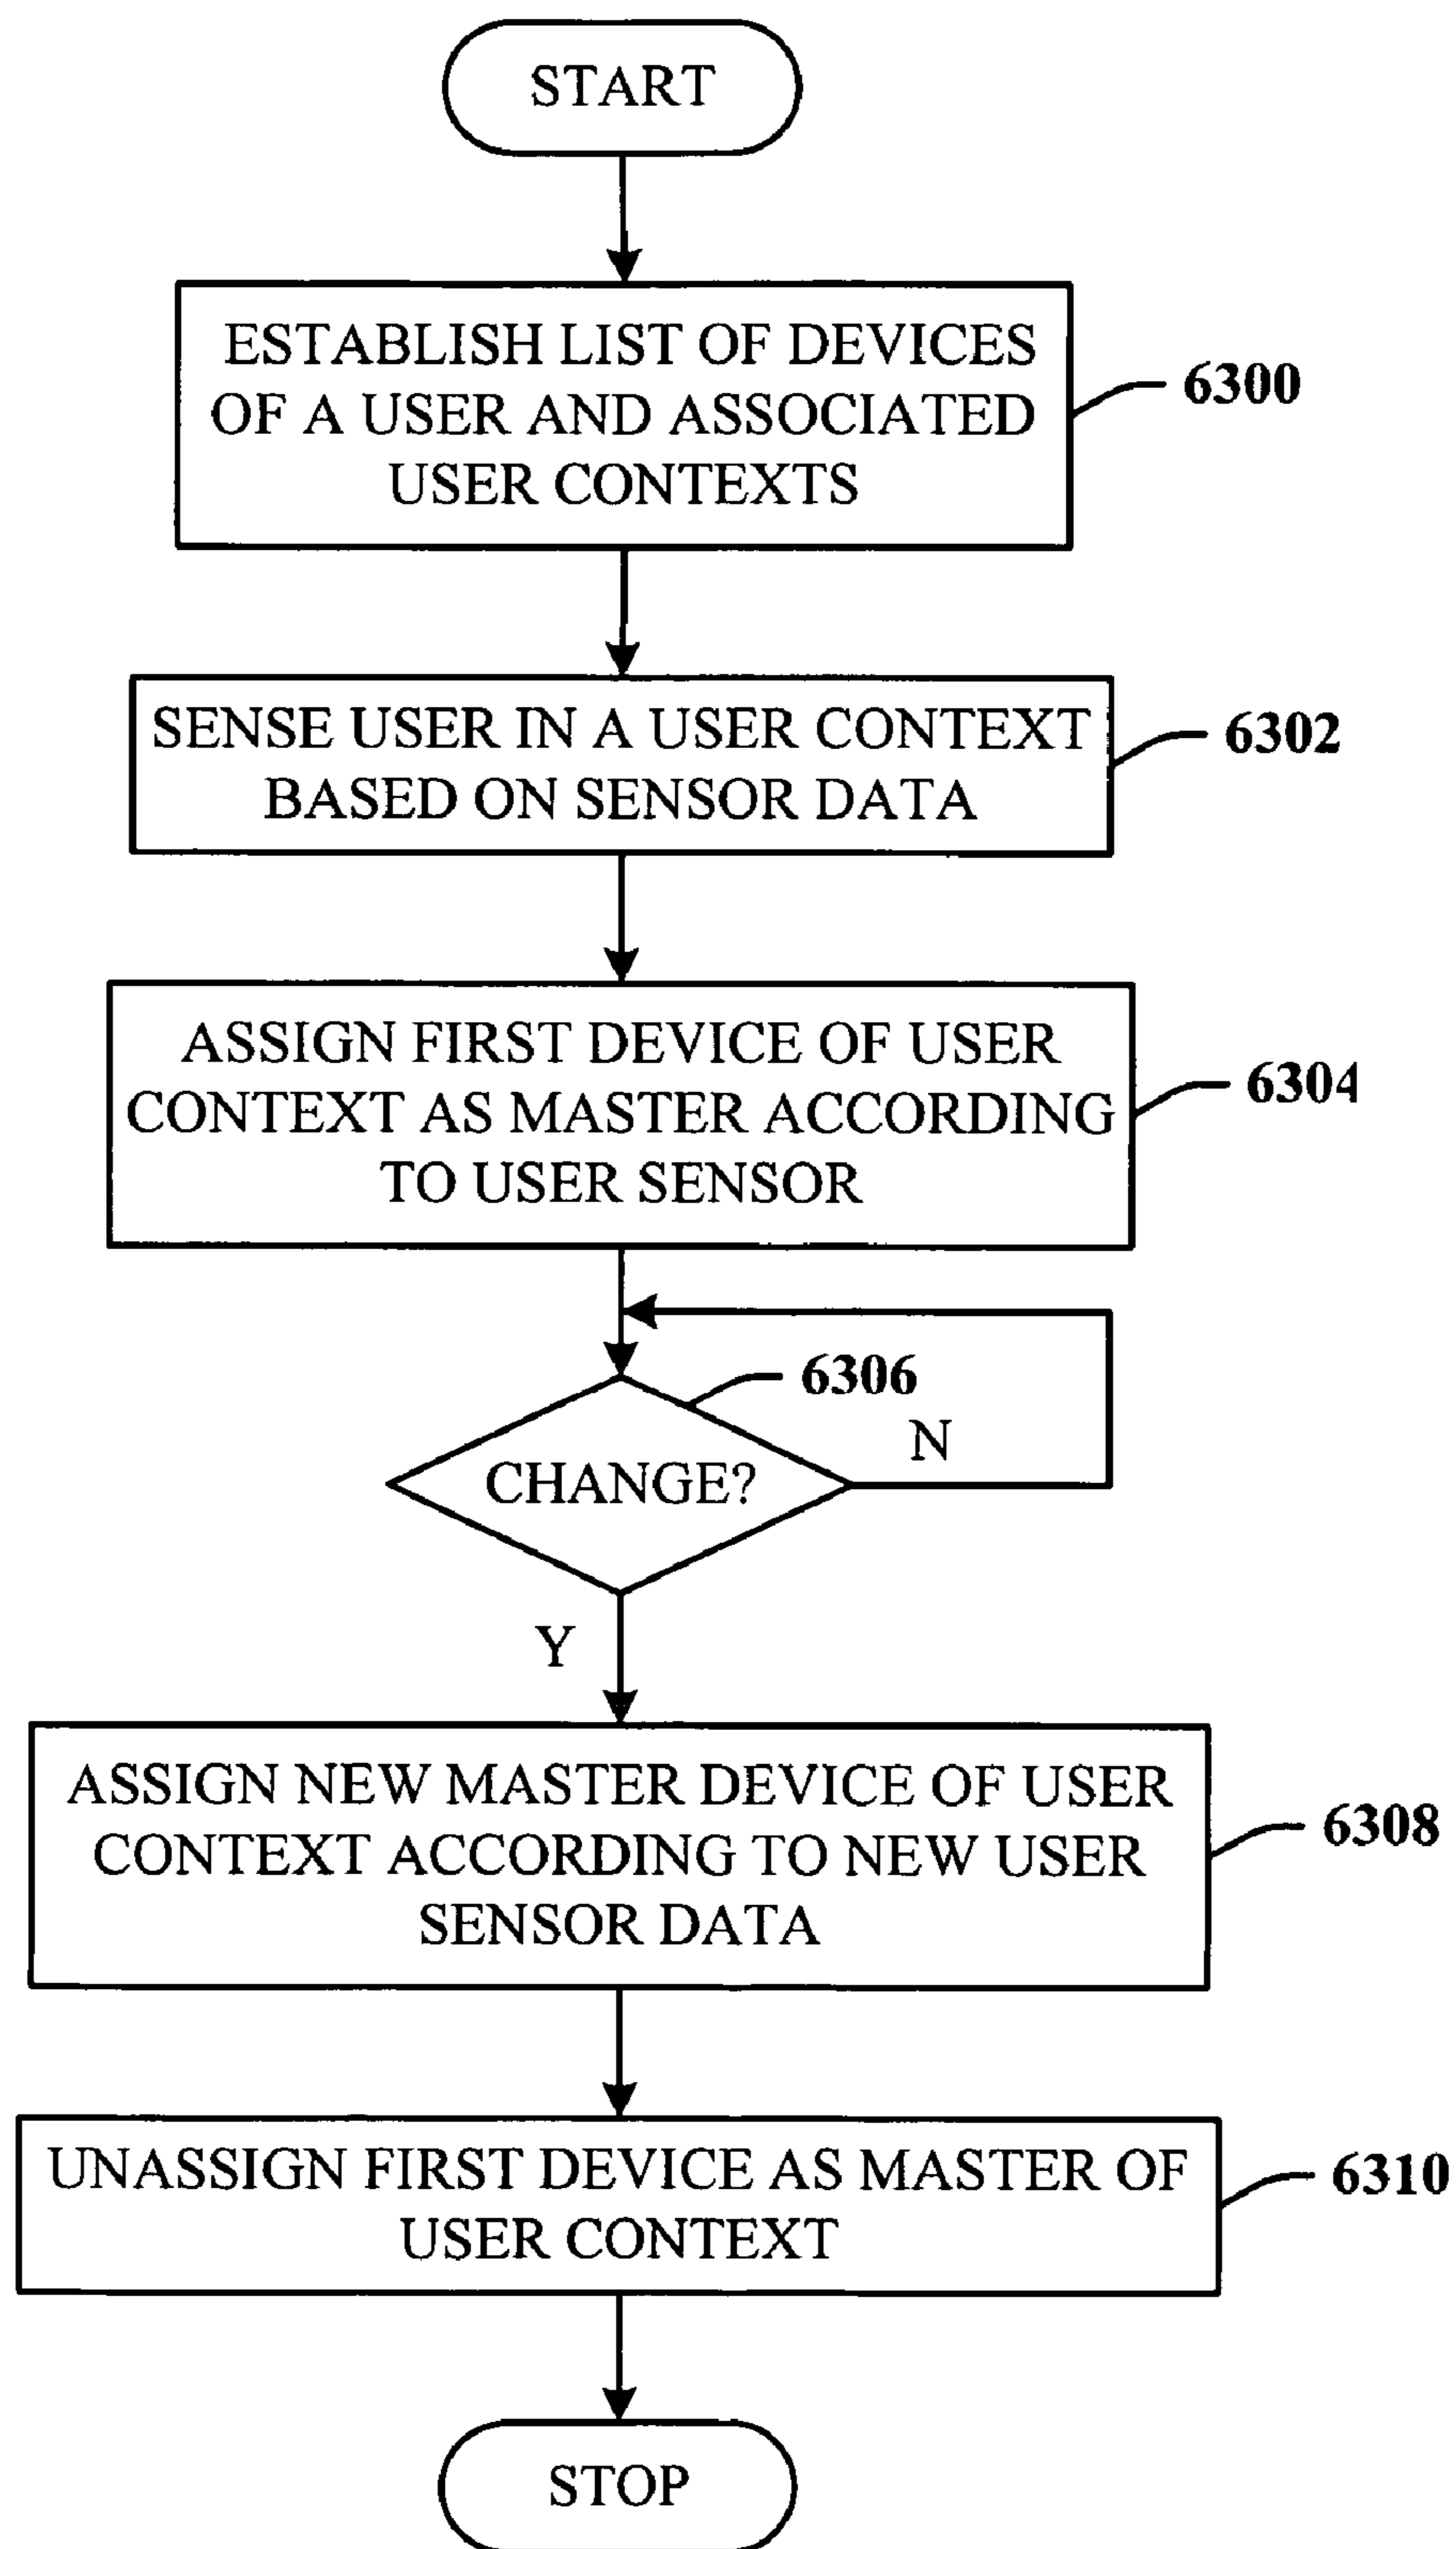 START
ESTABLISH LIST OF DEVICES
OF A USER AND ASSOCIATED
USER CONTEXTS
6300
SENSE USER IN A USER CONTEXT
BASED ON SENSOR DATA
6302
ASSIGN FIRST DEVICE OF USER
CONTEXT AS MASTER ACCORDING
TO USER SENSOR
6304
6306
CHANGE?
N
Y
ASSIGN NEW MASTER DEVICE OF USER
CONTEXT ACCORDING TO NEW USER
SENSOR DATA
6308
UNASSIGN FIRST DEVICE AS MASTER OF
USER CONTEXT
6310
STOP